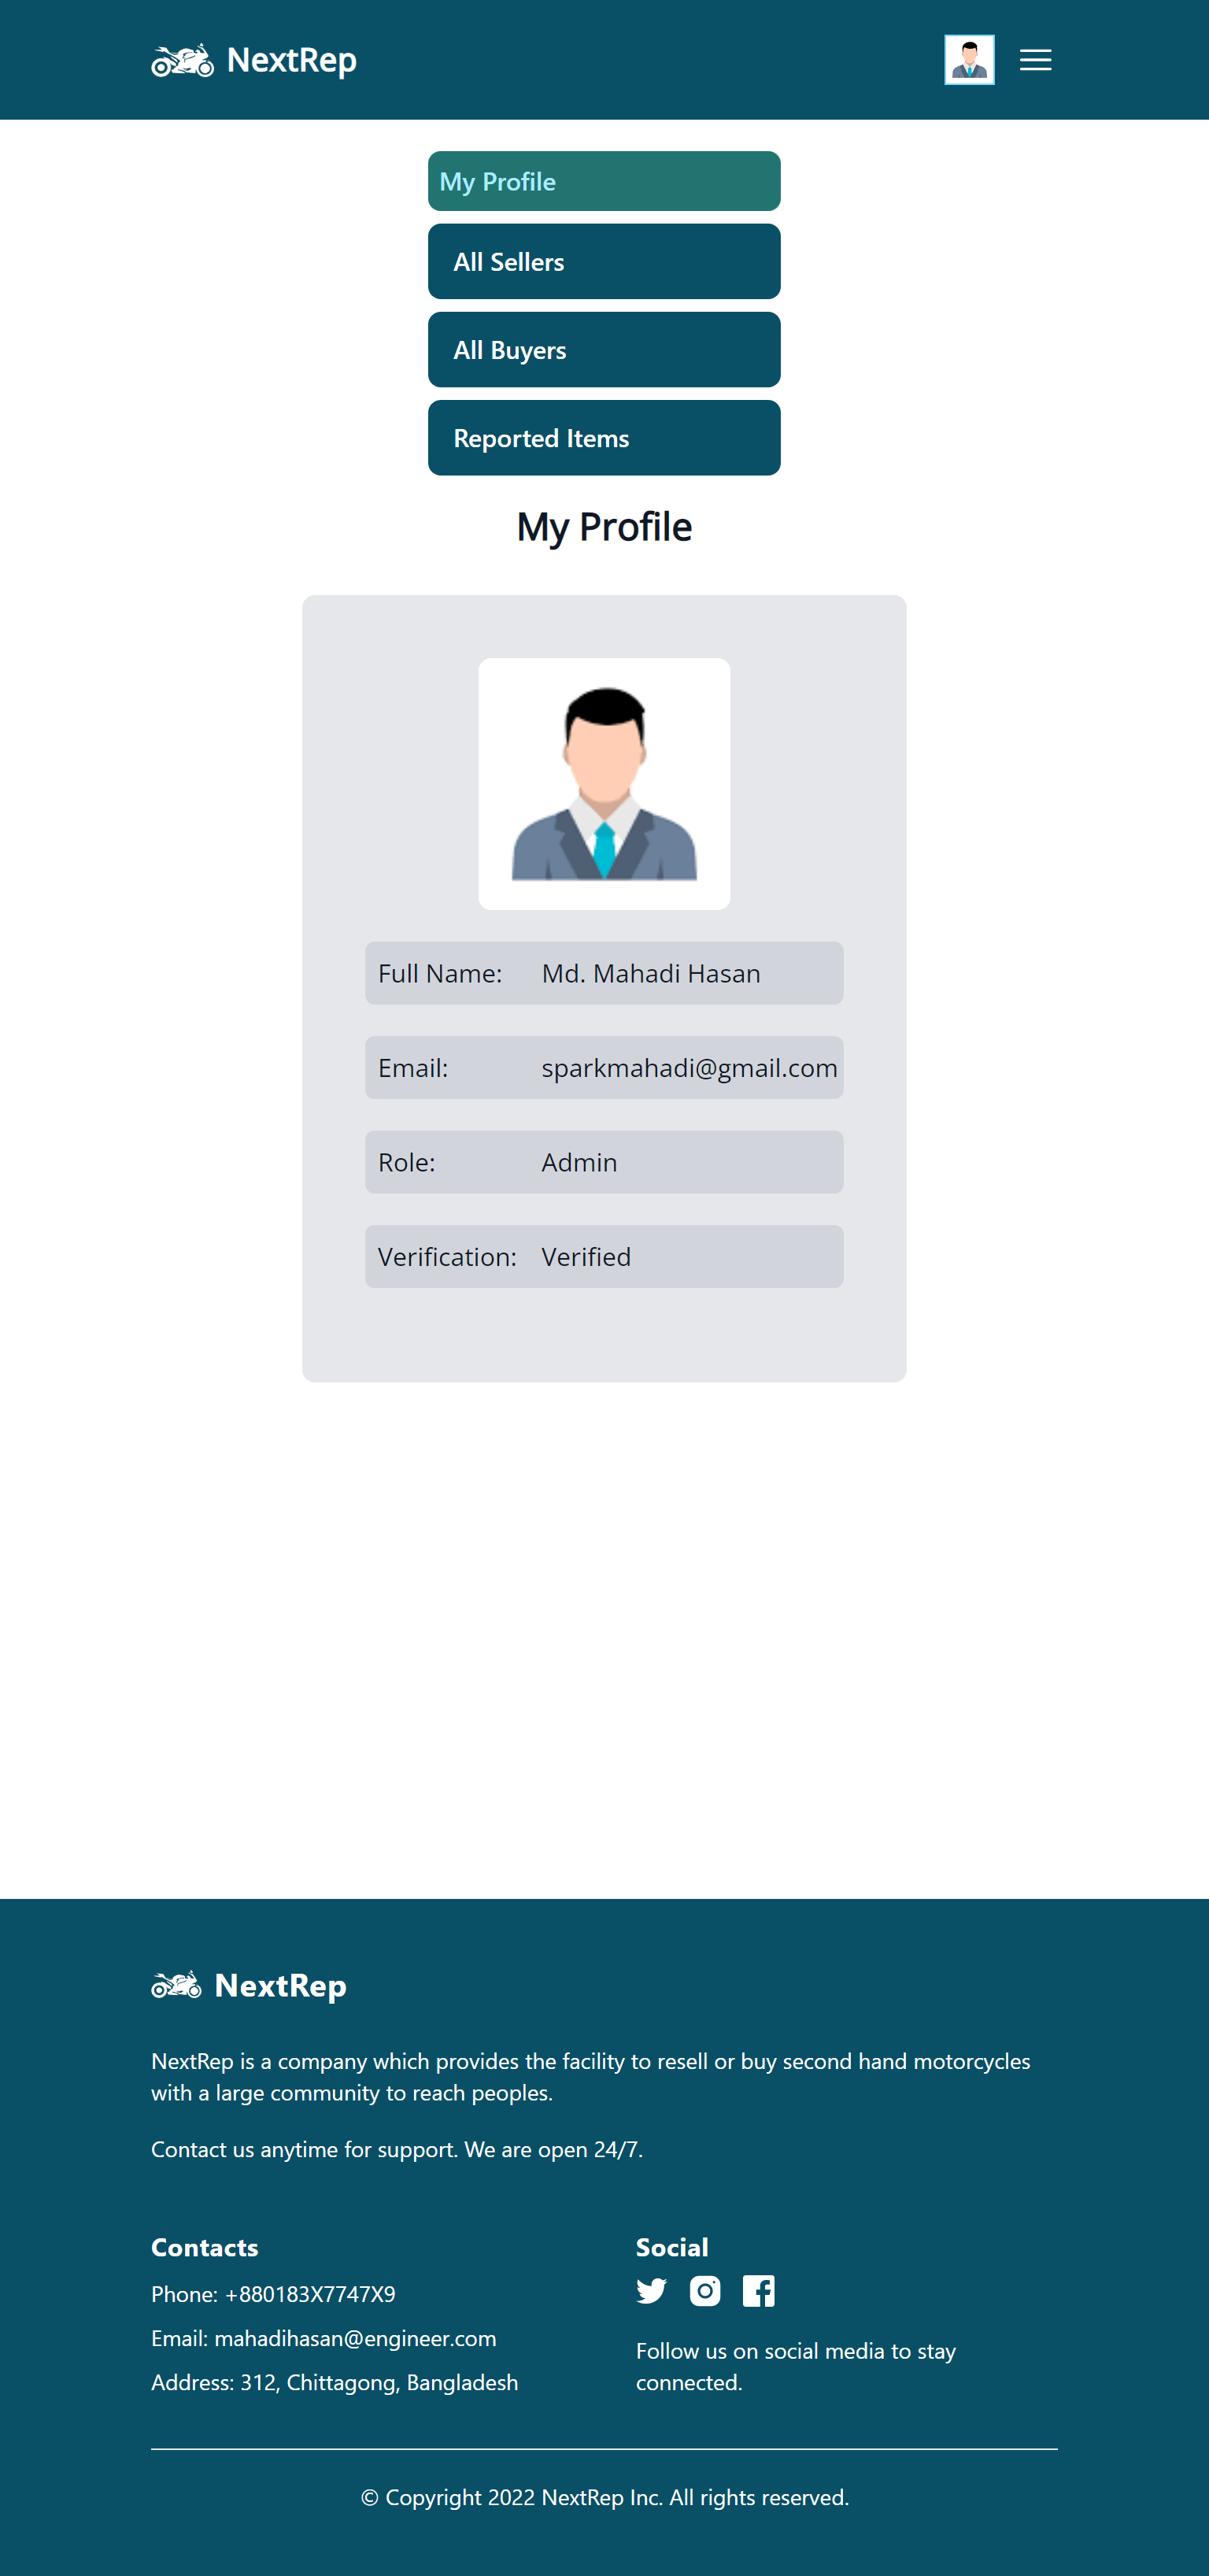 NextRep
My Profile
All Sellers
All Buyers
Reported Items
My Profile
Full Name: Md. Mahadi Hasan
Email: sparkmahadi@gmail.com
Role: Admin
Verification: Verified
NextRep
NextRep is a company which provides the facility to resell or buy second hand motorcycles
with a large community to reach peoples.
Contact us anytime for support. We are open 24/7.
Contacts
Phone: +880183X7747X9
Email: mahadihasan@engineer.com
Address: 312, Chittagong, Bangladesh
Social
Follow us on social media to stay
connected.
© Copyright 2022 NextRep Inc. All rights reserved.